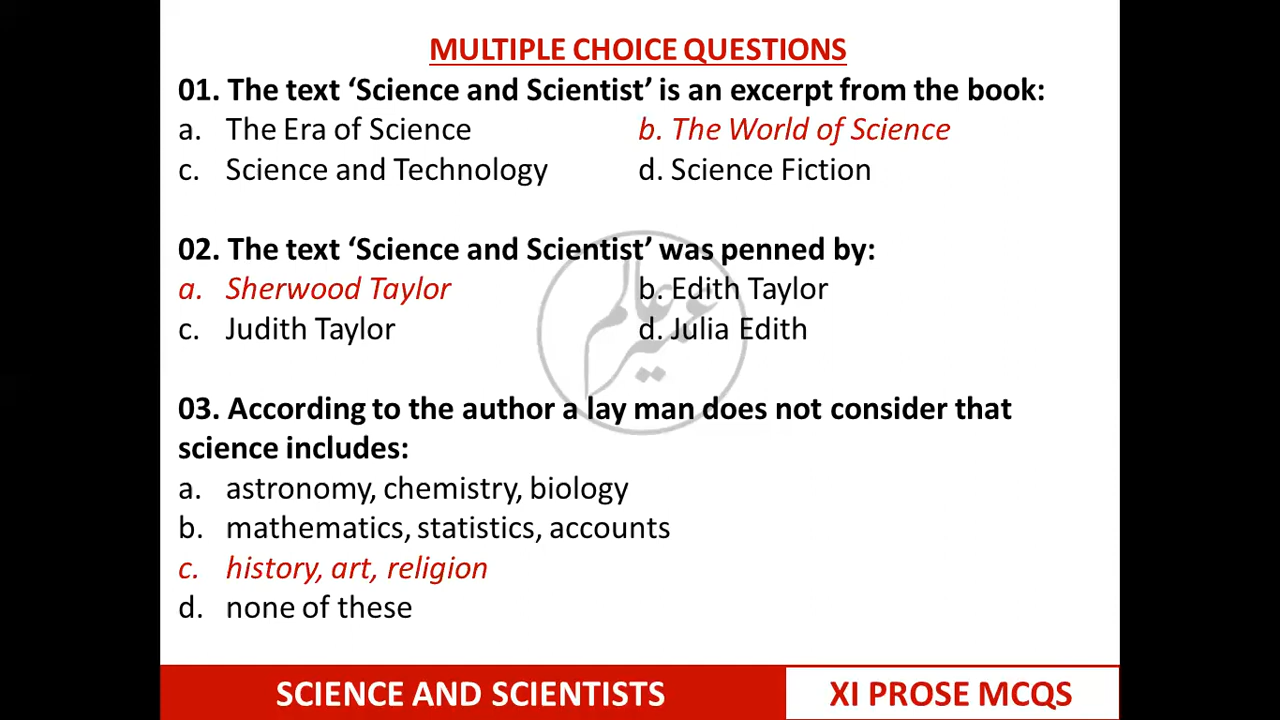 MULTIPLE CHOICE QUESTIONS
01. The text ‘Science and Scientist’ is an excerpt from the book:
a. The Era of Science b. The World of Science
c. Science and Technology d. Science Fiction
02. The text ‘Science and Scientist’ was penned by:
a. Sherwood Taylor b. Edith Taylor
c. Judith Taylor d. Julia Edith
03. According to the author a lay man does not consider that
science includes:
a. astronomy, chemistry, biology
b. mathematics, statistics, accounts
c. history, art, religion
d. none of these
SCIENCE AND SCIENTISTS XI PROSE MCQS